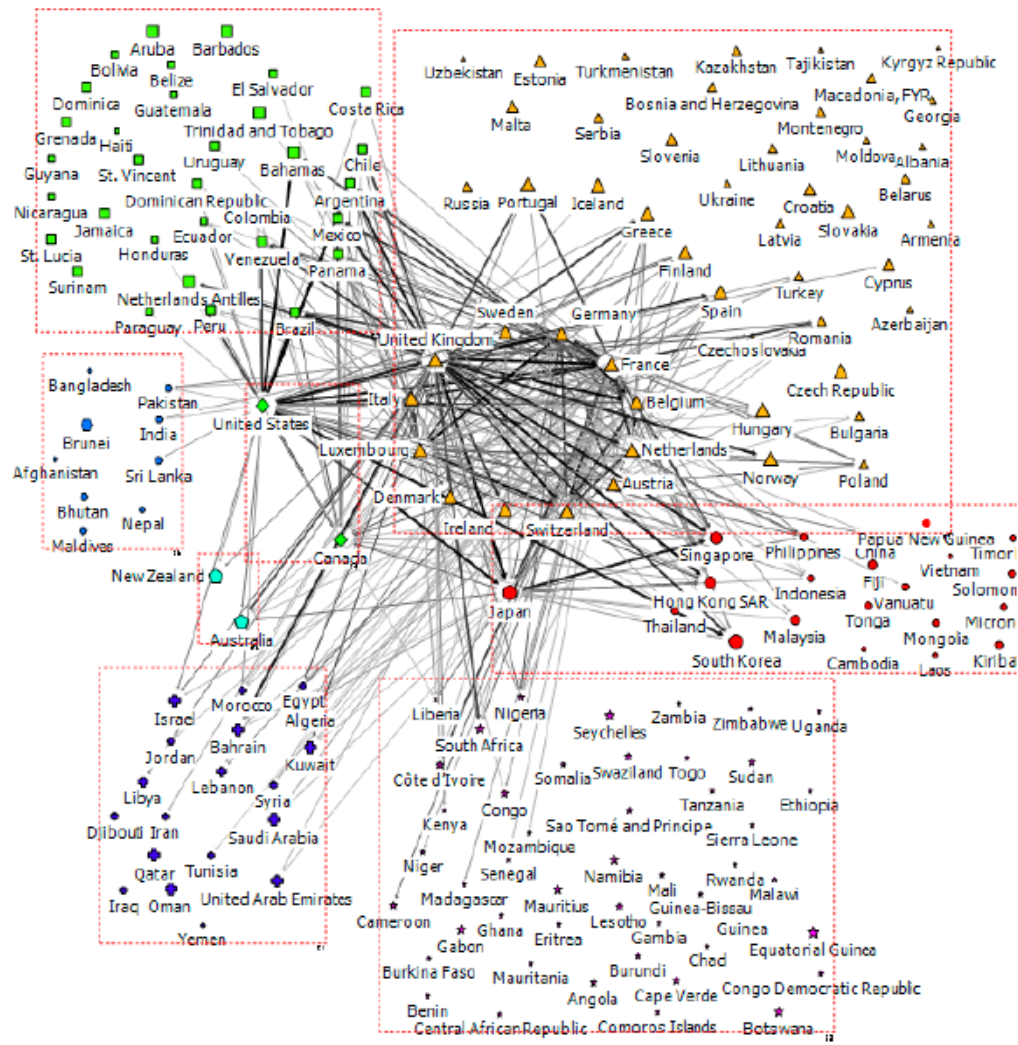 Aruba
Barbados
Bolivia
Belize
El Salvador
Dominica
Guatemala
Costa Rica
Trinidad and Tobago
Grenada
Haiti
Uruguay
Bahamas
Chile
Guyana
St. Vincent
Dominican Republic
Argentina
Nicaragua
Colombia
Jamaica
Ecuador
Mexico
St. Lucia
Honduras
Venezuela
Panama
Surinam
Netherlands Antilles
Paraguay
Peru
Brazil
Uzbekistan
Estonia
Turkmenistan
Kazakhstan
Tajikistan
Kyrgyz Republic
Bosnia and Herzegovina
Macedonia, FYR
Malta
Serbia
Montenegro
Georgia
Slovenia
Lithuania
Moldova
Albania
Russia
Portugal
Iceland
Ukraine
Croatia
Belarus
Greece
Latvia
Slovakia
Armenia
Finland
Spain
Turkey
Cyprus
Sweden
Germany
Romania
Azerbaijan
United Kingdom
Czechoslovakia
France
Czech Republic
Italy
Belgium
Hungary
Bulgaria
Luxembourg
Netherlands
Norway
Poland
Denmark
Austria
Ireland
Switzerland
Bangladesh
Pakistan
United States
Brunei
India
Afghanistan
Sri Lanka
Bhutan
Nepal
Maldives
Canada
New Zealand
Australia
Singapore
Philippines
Papua New Guinea
China
Timor
Japan
Hong Kong SAR
Indonesia
Fiji
Vietnam
Solomon
Thailand
Vanuatu
Tonga
Micron
Malaysia
Mongolia
South Korea
Cambodia
Laos
Kiriba
Israel
Morocco
Egypt
Algeria
Jordan
Bahrain
Kuwait
Lebanon
Libya
Syria
Djibouti
Iran
Saudi Arabia
Qatar
Tunisia
Iraq
Oman
United Arab Emirates
Yemen
Liberia
Nigeria
Zambia
Zimbabwe
Uganda
South Africa
Seychelles
Côte d'Ivoire
Somalia
Swaziland
Togo
Sudan
Congo
Kenya
Tanzania
Ethiopia
Mozambique
Sao Tomé and Principe
Sierra Leone
Niger
Senegal
Namibia
Mali
Rwanda
Malawi
Madagascar
Mauritius
Guinea-Bissau
Cameroon
Ghana
Lesotho
Guinea
Gabon
Eritrea
Gambia
Equatorial Guinea
Burkina Faso
Mauritania
Burundi
Chad
Benin
Angola
Cape Verde
Congo Democratic Republic
Central African Republic
Comoros Islands
Botswana